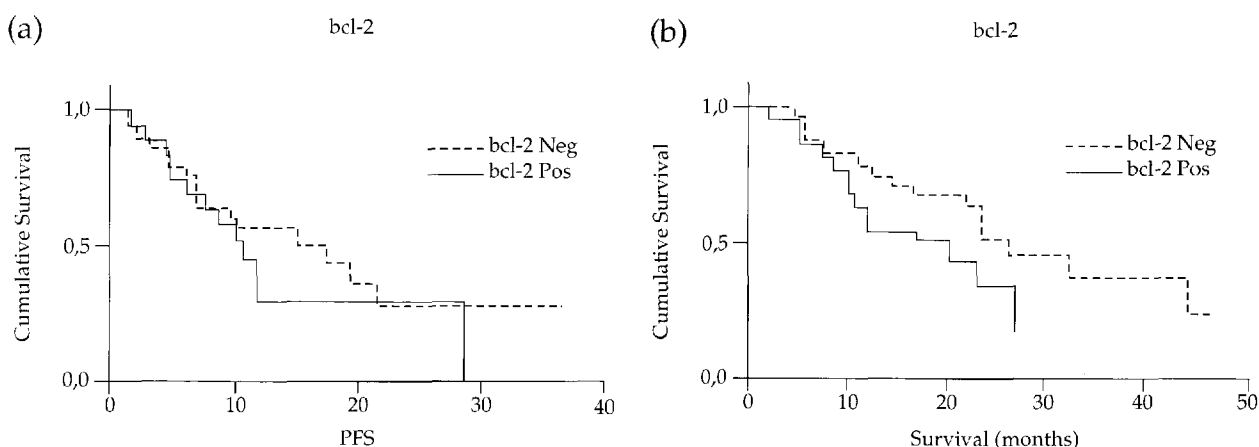 (a)
bcl-2
Cumulative Survival
1,0
0,5
0,0
bcl-2 Neg
bcl-2 Pos
0 10 20 30 40
PFS
(b)
bcl-2
Cumulative Survival
1,0
0,5
0,0
bcl-2 Neg
bcl-2 Pos
0 10 20 30 40 50
Survival (months)